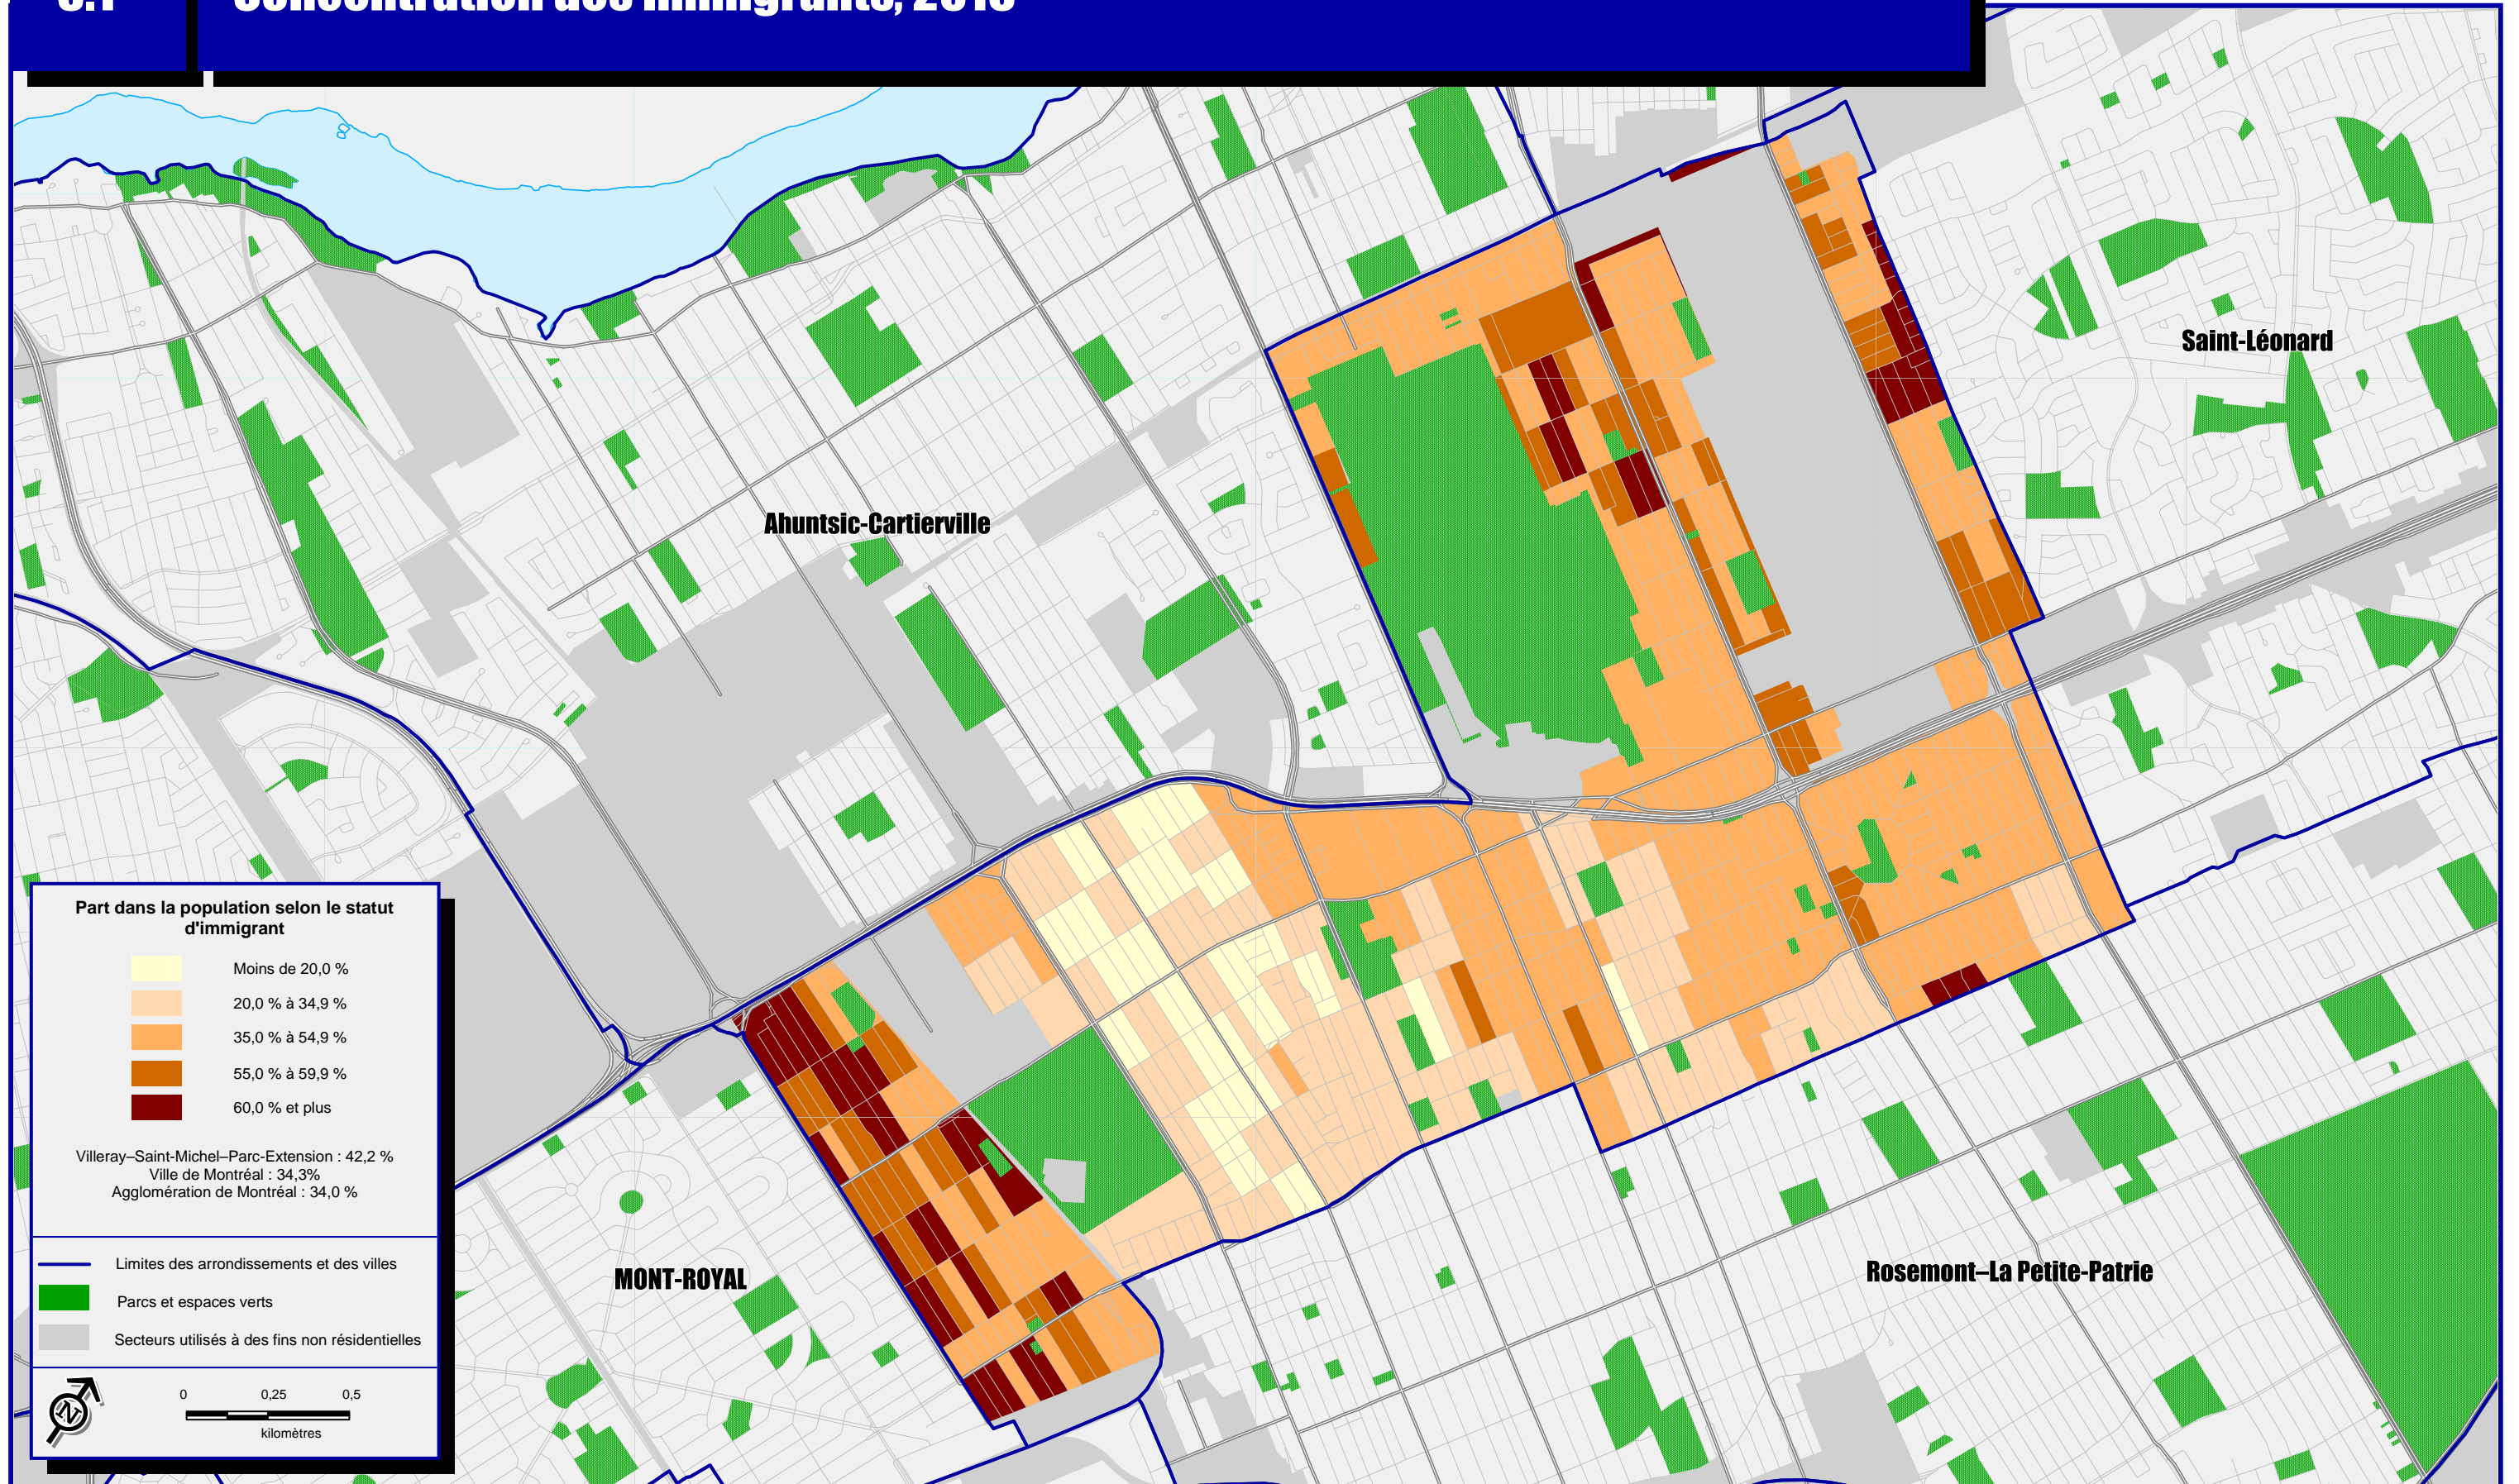 Concentration des immigrants, 2016
Saint-Léonard
Ahuntsic-Cartierville
MONT-ROYAL
Rosemont–La Petite-Patrie
Part dans la population selon le statut
d'immigrant
Moins de 20,0 %
20,0 % à 34,9 %
35,0 % à 54,9 %
55,0 % à 59,9 %
60,0 % et plus
Villeray–Saint-Michel–Parc-Extension : 42,2 %
Ville de Montréal : 34,3%
Agglomération de Montréal : 34,0 %
Limites des arrondissements et des villes
Parcs et espaces verts
Secteurs utilisés à des fins non résidentielles
N
0 0,25 0,5
kilomètres